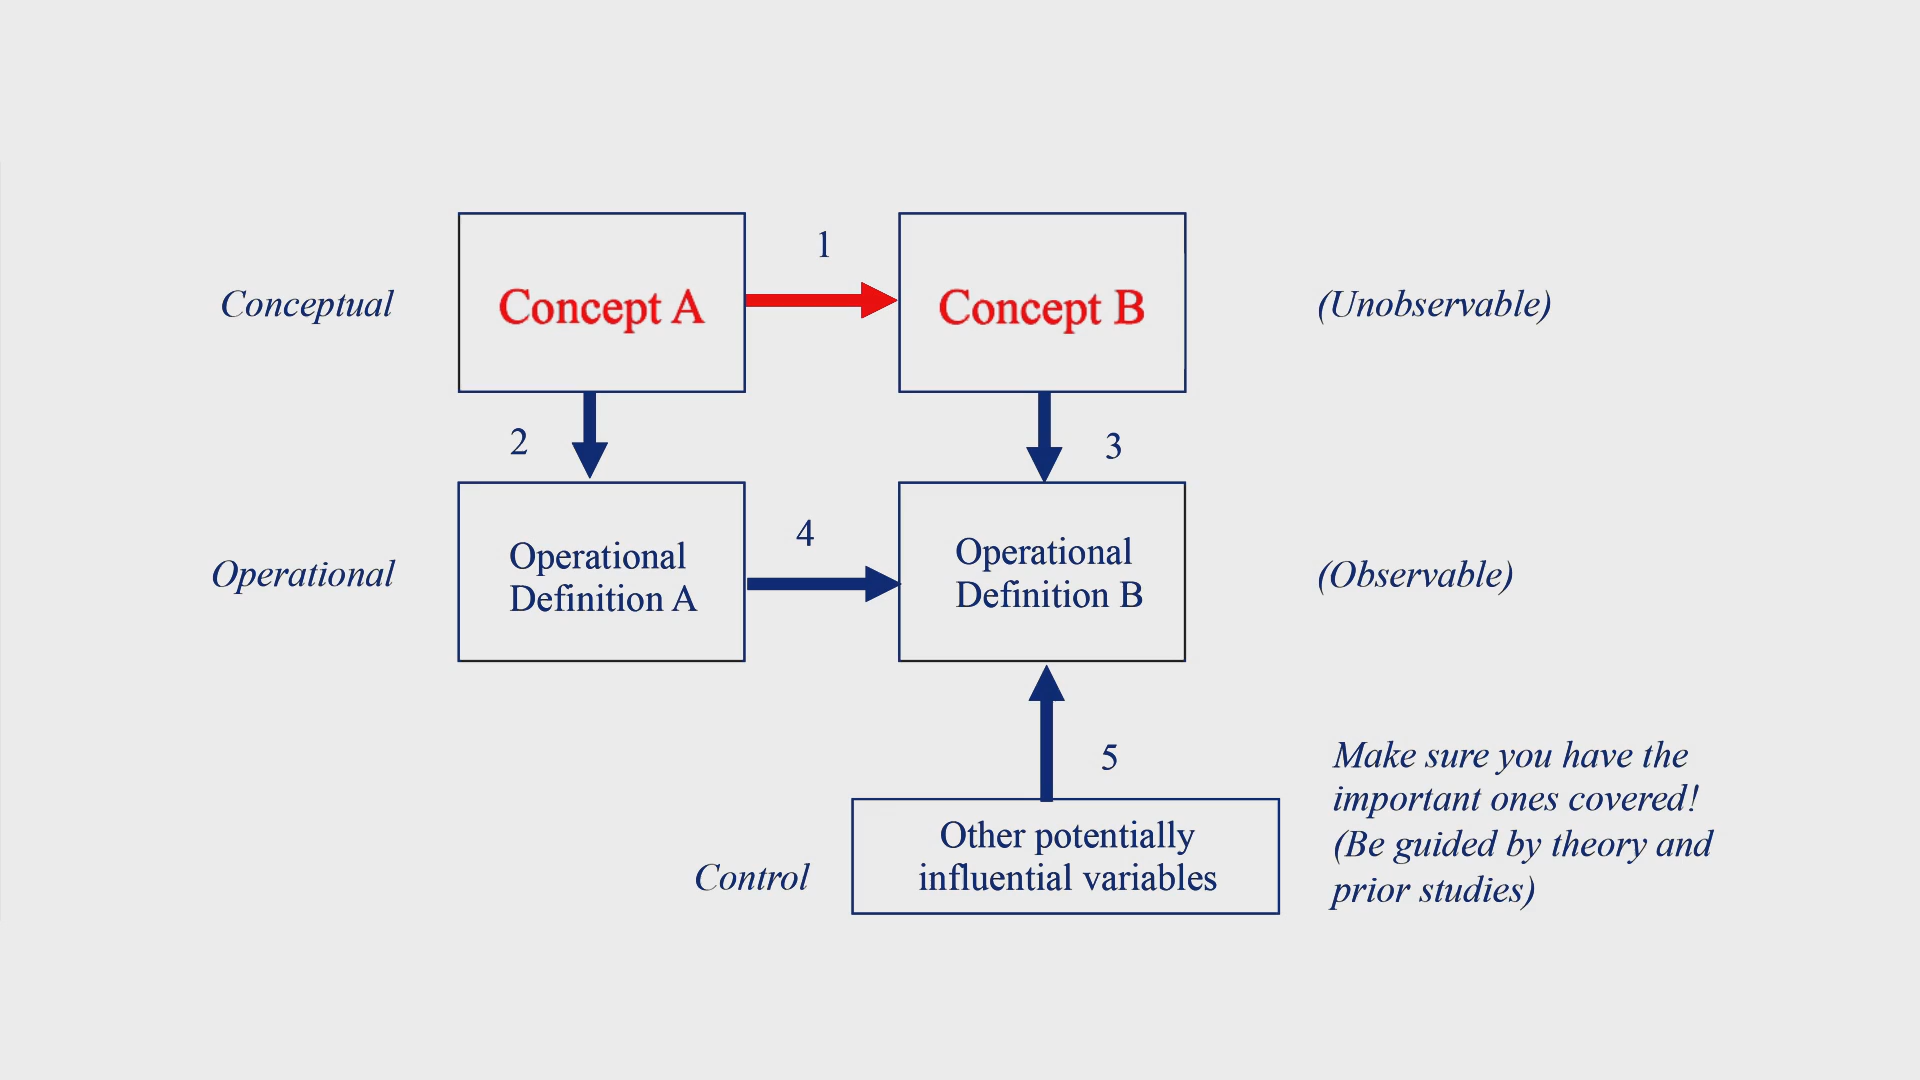 1
Conceptual
Concept A
Concept B
(Unobservable)
2
3
4
Operational
Operational
Definition A
Operational
Definition B
(Observable)
5
Control
Other potentially
influential variables
Make sure you have the
important ones covered!
(Be guided by theory and
prior studies)